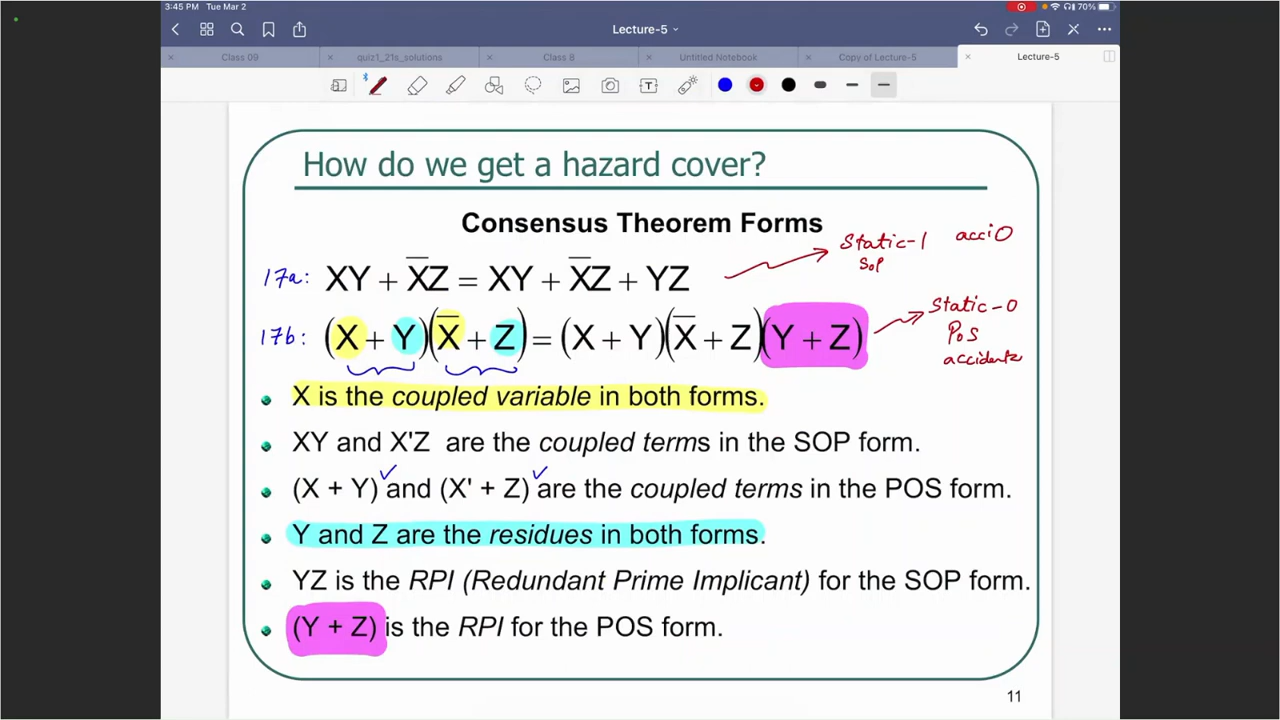 3:45 PM Tue Mar 2
70%
Lecture-5
Class 09
quiz1_21s_solutions
Class 8
Untitled Notebook
Copy of Lecture-5
Lecture-5
How do we get a hazard cover?
Consensus Theorem Forms
17a: XY + X̅Z = XY + X̅Z + YZ
Static-1 acci0
SoP
17b: (X + Y)(X̅ + Z) = (X + Y)(X̅ + Z)(Y + Z)
Static-0
PoS
X is the coupled variable in both forms.
XY and X'Z are the coupled terms in the SOP form.
(X + Y) and (X' + Z) are the coupled terms in the POS form.
Y and Z are the residues in both forms.
YZ is the RPI (Redundant Prime Implicant) for the SOP form.
(Y + Z) is the RPI for the POS form.
11